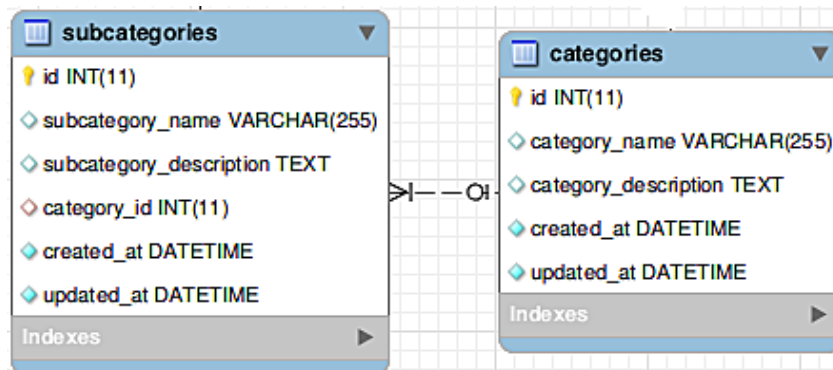 subcategories
id INT(11)
subcategory_name VARCHAR(255)
subcategory_description TEXT
category_id INT(11)
created_at DATETIME
updated_at DATETIME
Indexes
categories
id INT(11)
category_name VARCHAR(255)
category_description TEXT
created_at DATETIME
updated_at DATETIME
Indexes